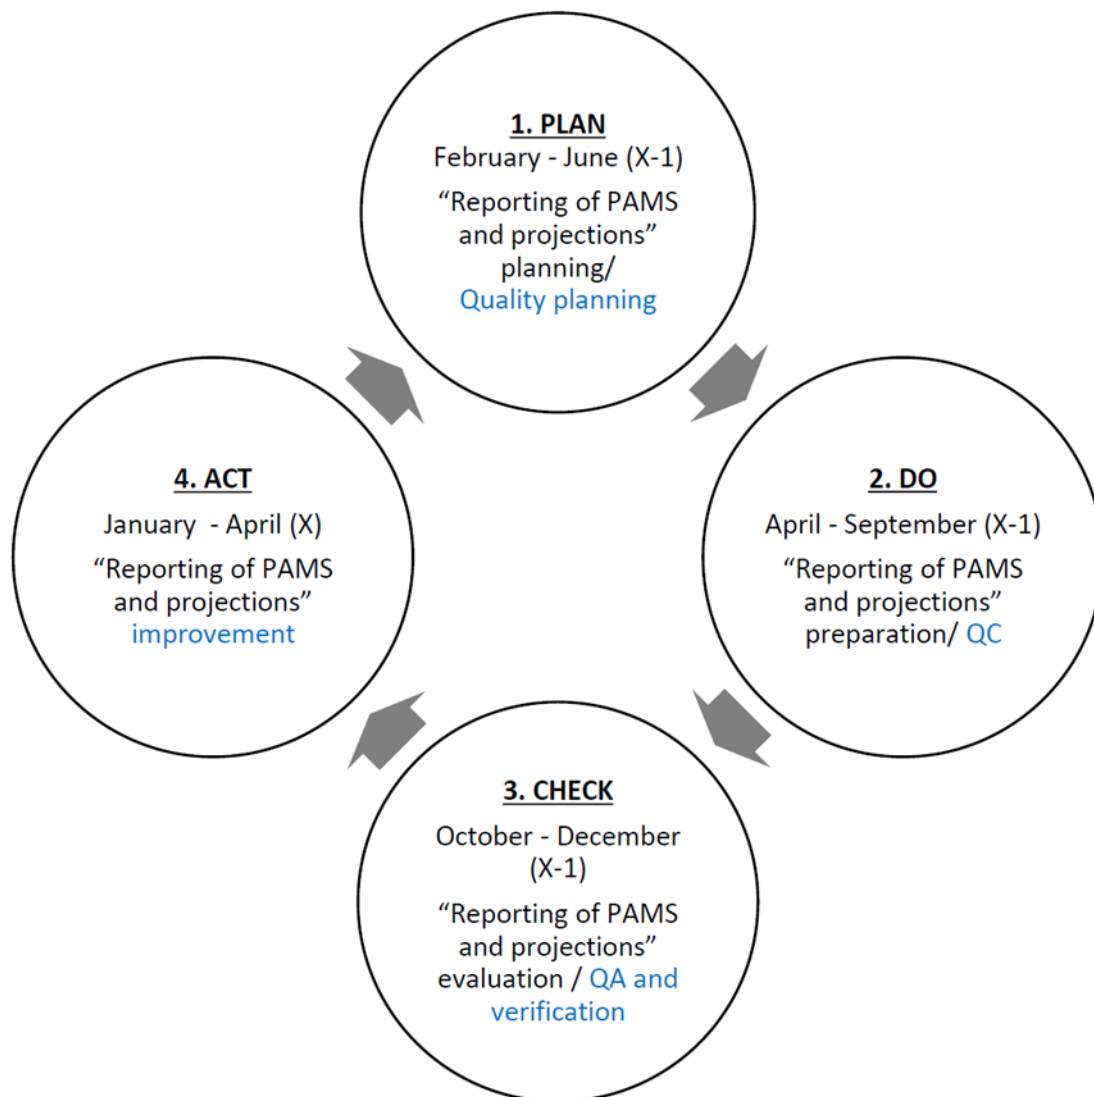 1. PLAN
February - June (X-1)
“Reporting of PAMS
and projections”
planning/
Quality planning
2. DO
April - September (X-1)
“Reporting of PAMS
and projections”
preparation/ QC
3. CHECK
October - December
(X-1)
“Reporting of PAMS
and projections”
evaluation / QA and
verification
4. ACT
January - April (X)
“Reporting of PAMS
and projections”
improvement